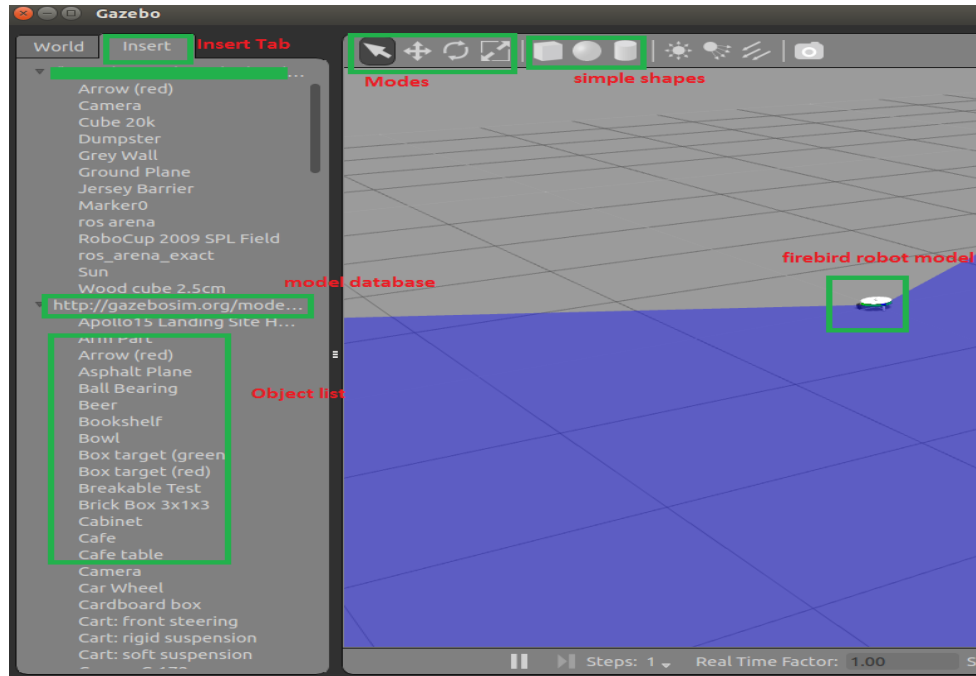 Gazebo
World Insert Insert Tab
...
Arrow (red)
Camera
Cube 20k
Dumpster
Grey Wall
Ground Plane
Jersey Barrier
Marker0
ros arena
RoboCup 2009 SPL Field
ros_arena_exact
Sun
Wood cube 2.5cm
model database
http://gazebosim.org/mode...
Apollo15 Landing Site H...
Arm Part
Arrow (red)
Asphalt Plane
Ball Bearing
Beer
Bookshelf
Bowl
Box target (green
Box target (red)
Breakable Test
Brick Box 3x1x3
Cabinet
Cafe
Cafe table
Object list
Camera
Car Wheel
Cardboard box
Cart: front steering
Cart: rigid suspension
Cart: soft suspension
Modes
simple shapes
firebird robot model
Steps: 1 Real Time Factor: 1.00 S